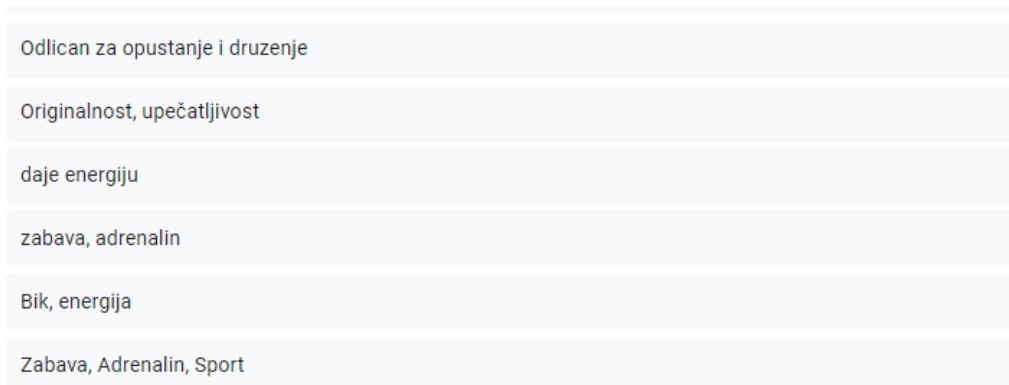 Odlican za opustanje i druzenje
Originalnost, upečatljivost
daje energiju
zabava, adrenalin
Bik, energija
Zabava, Adrenalin, Sport